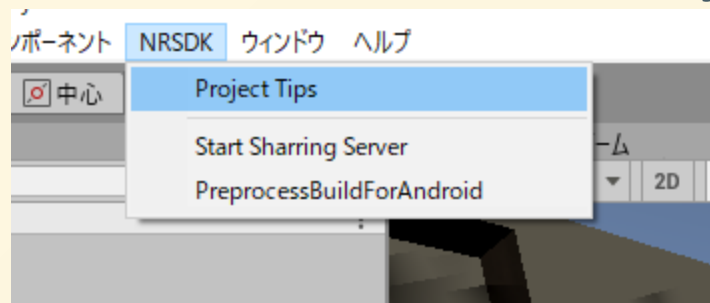 ンポーネント NRSDK ウィンドウ ヘルプ
中心 Project Tips
Start Sharring Server
ーム
PreprocessBuildForAndroid
2D